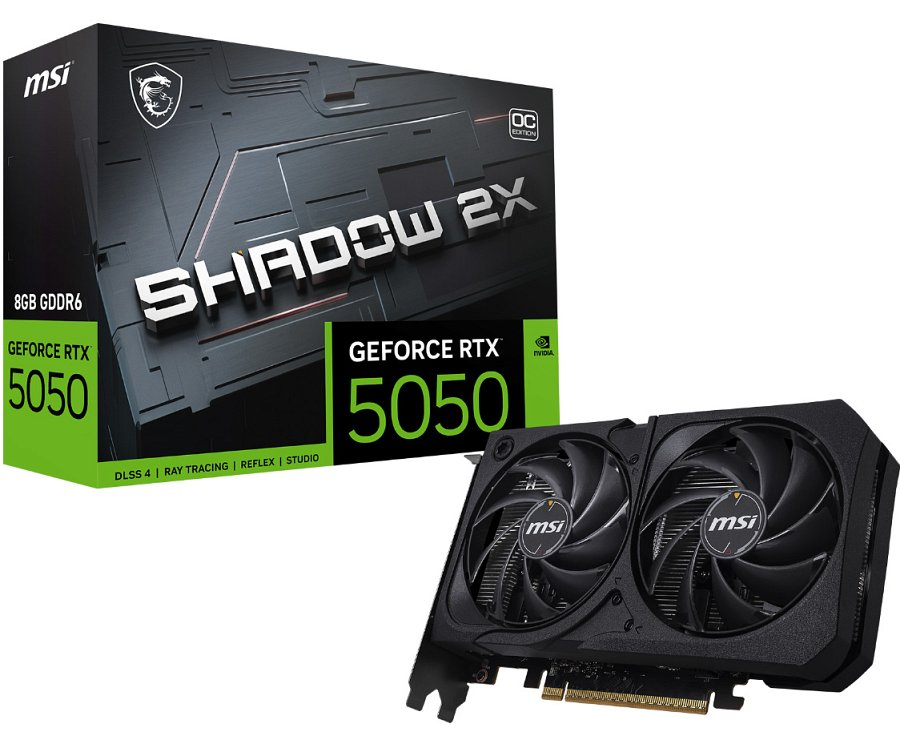 msi
OC
EDITION
SHADOW 2X
8GB GDDR6
GEFORCE RTX
5050
GEFORCE RTX™
5050
NVIDIA.
DLSS 4 | RAY TRACING | REFLEX | STUDIO
msi
msi